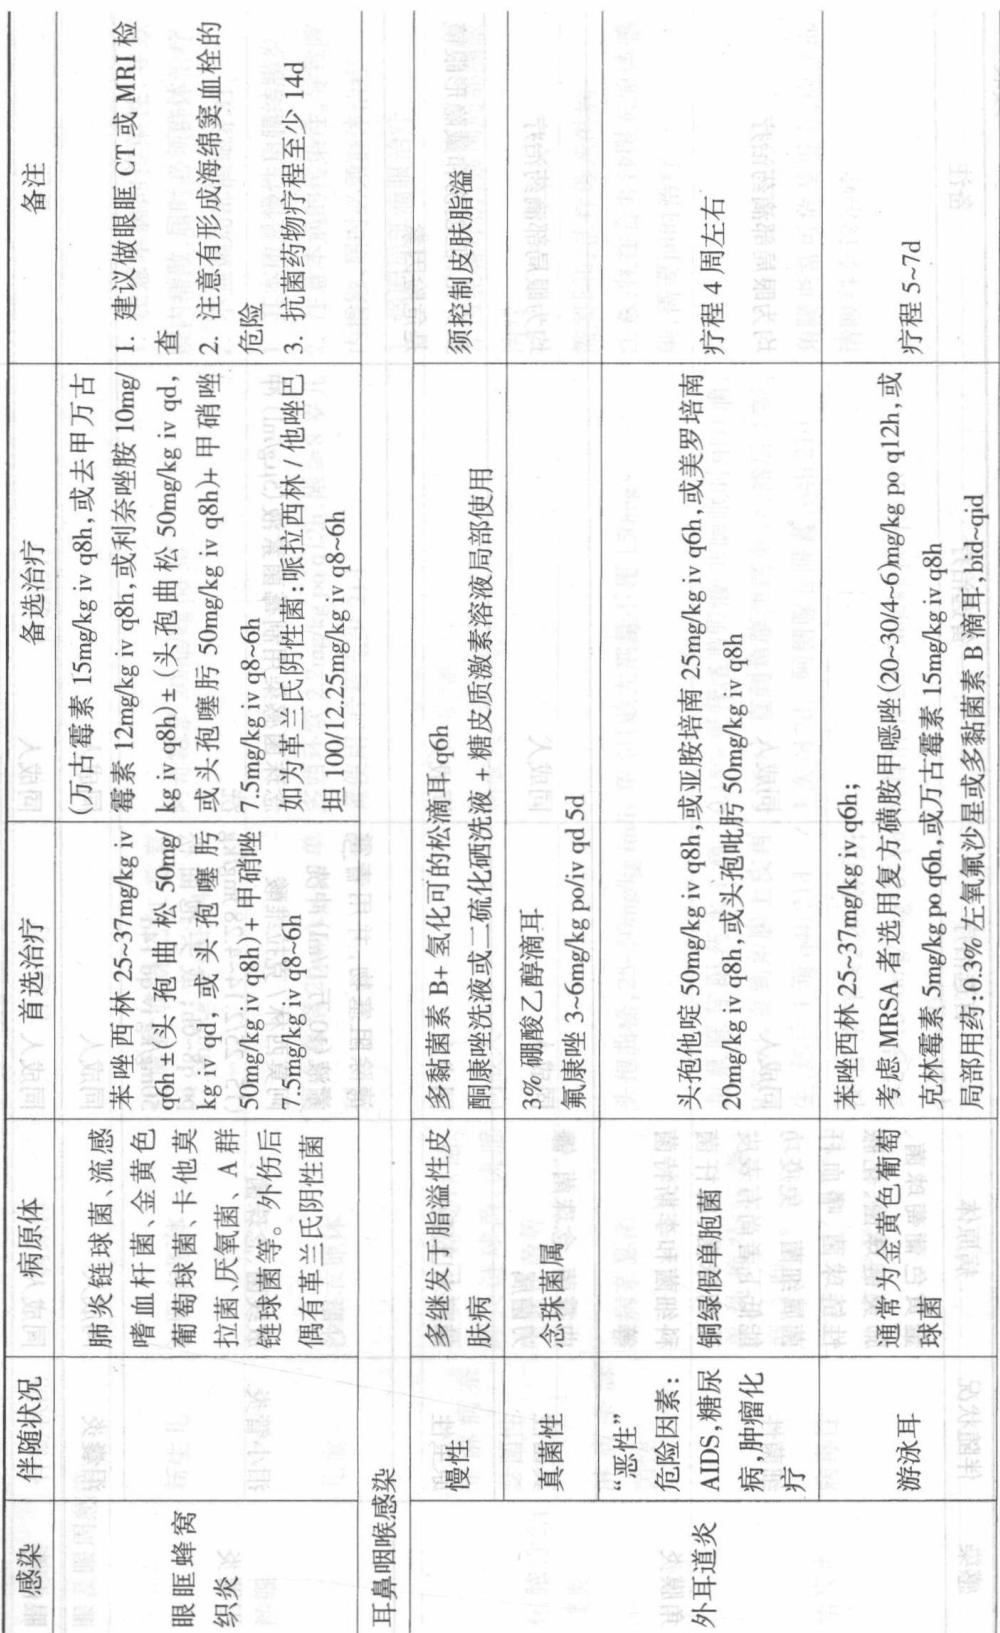 感染
伴随状况
病原体
首选治疗
备选治疗
备注
眼眶蜂窝
织炎
肺炎链球菌、流感
嗜血杆菌、金黄色
葡萄球菌、卡他莫
拉菌、厌氧菌、A 群
链球菌等。外伤后
偶有革兰氏阴性菌
苯唑西林 25~37mg/kg iv
q6h ±(头孢曲松 50mg/
kg iv qd, 或头孢噻肟
50mg/kg iv q8h)+ 甲硝唑
7.5mg/kg iv q8~6h
(万古霉素 15mg/kg iv q8h,或去甲万古
霉素 12mg/kg iv q8h,或利奈唑胺 10mg/
kg iv q8h)±(头孢曲松 50mg/kg iv qd,
或头孢噻肟 50mg/kg iv q8h)+ 甲硝唑
7.5mg/kg iv q8~6h
如为革兰氏阴性菌:哌拉西林 / 他唑巴
坦 100/12.25mg/kg iv q8~6h
1. 建议做眼眶 CT 或 MRI 检
查
2. 注意有形成海绵窦血栓的
危险
3. 抗菌药物疗程至少 14d
耳鼻咽喉感染
外耳道炎
慢性
多继发于脂溢性皮
肤病
多黏菌素 B+ 氢化可的松滴耳 q6h
酮康唑洗液或二硫化硒洗液 + 糖皮质激素溶液局部使用
须控制皮肤脂溢
真菌性
念珠菌属
3% 硼酸乙醇滴耳
氟康唑 3~6mg/kg po/iv qd 5d
“恶性”
危险因素:
AIDS,糖尿
病,肿瘤化
疗
铜绿假单胞菌
头孢他啶 50mg/kg iv q8h,或亚胺培南 25mg/kg iv q6h,或美罗培南
20mg/kg iv q8h,或头孢吡肟 50mg/kg iv q8h
疗程 4 周左右
游泳耳
通常为金黄色葡萄
球菌
苯唑西林 25~37mg/kg iv q6h;
考虑 MRSA 者选用复方磺胺甲噁唑(20~30/4~6)mg/kg po q12h,或
克林霉素 5mg/kg po q6h,或万古霉素 15mg/kg iv q8h
局部用药:0.3% 左氧氟沙星或多黏菌素 B 滴耳,bid~qid
疗程 5~7d